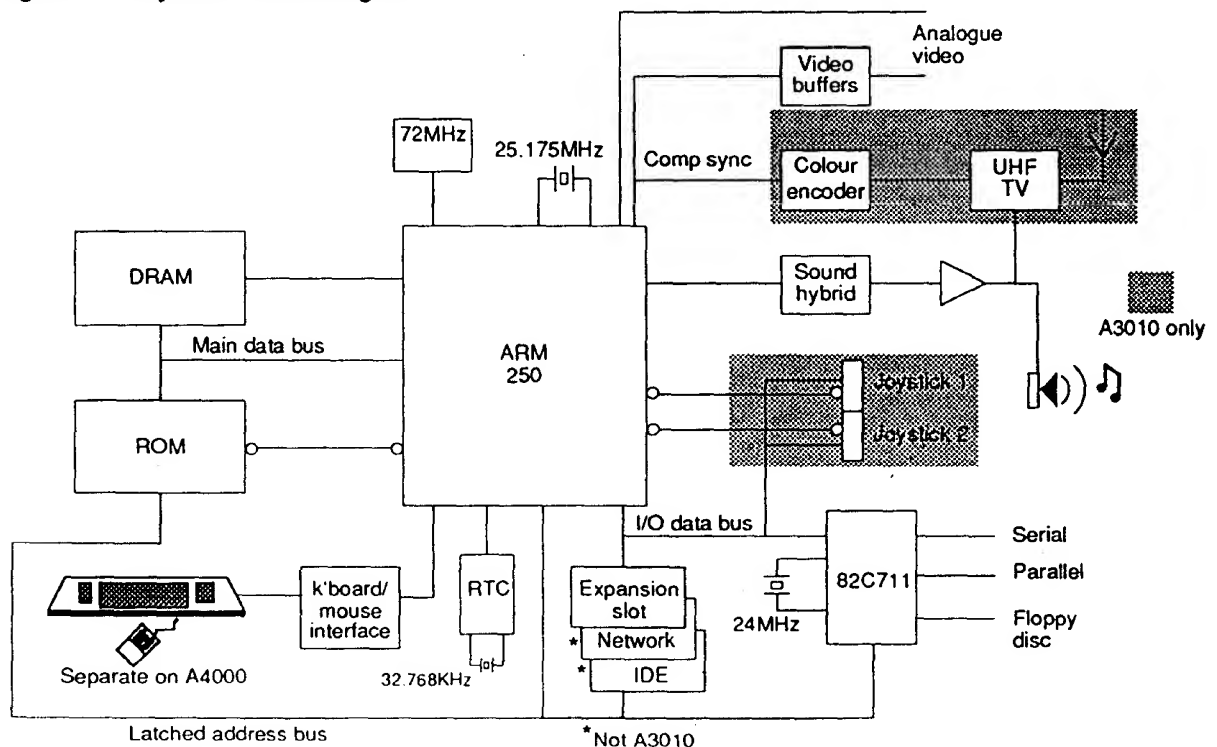 Analogue
video
Video
buffers
72MHz
25.175MHz
Comp sync
Colour
encoder
UHF
TV
DRAM
Sound
hybrid
A3010 only
Main data bus
ARM
250
Joystick 1
ROM
Joystick 2
I/O data bus
Serial
82C711
Parallel
k'board/
mouse
interface
RTC
Expansion
slot
24MHz
Floppy
disc
* Network
* IDE
Separate on A4000
32.768KHz
Latched address bus
*Not A3010